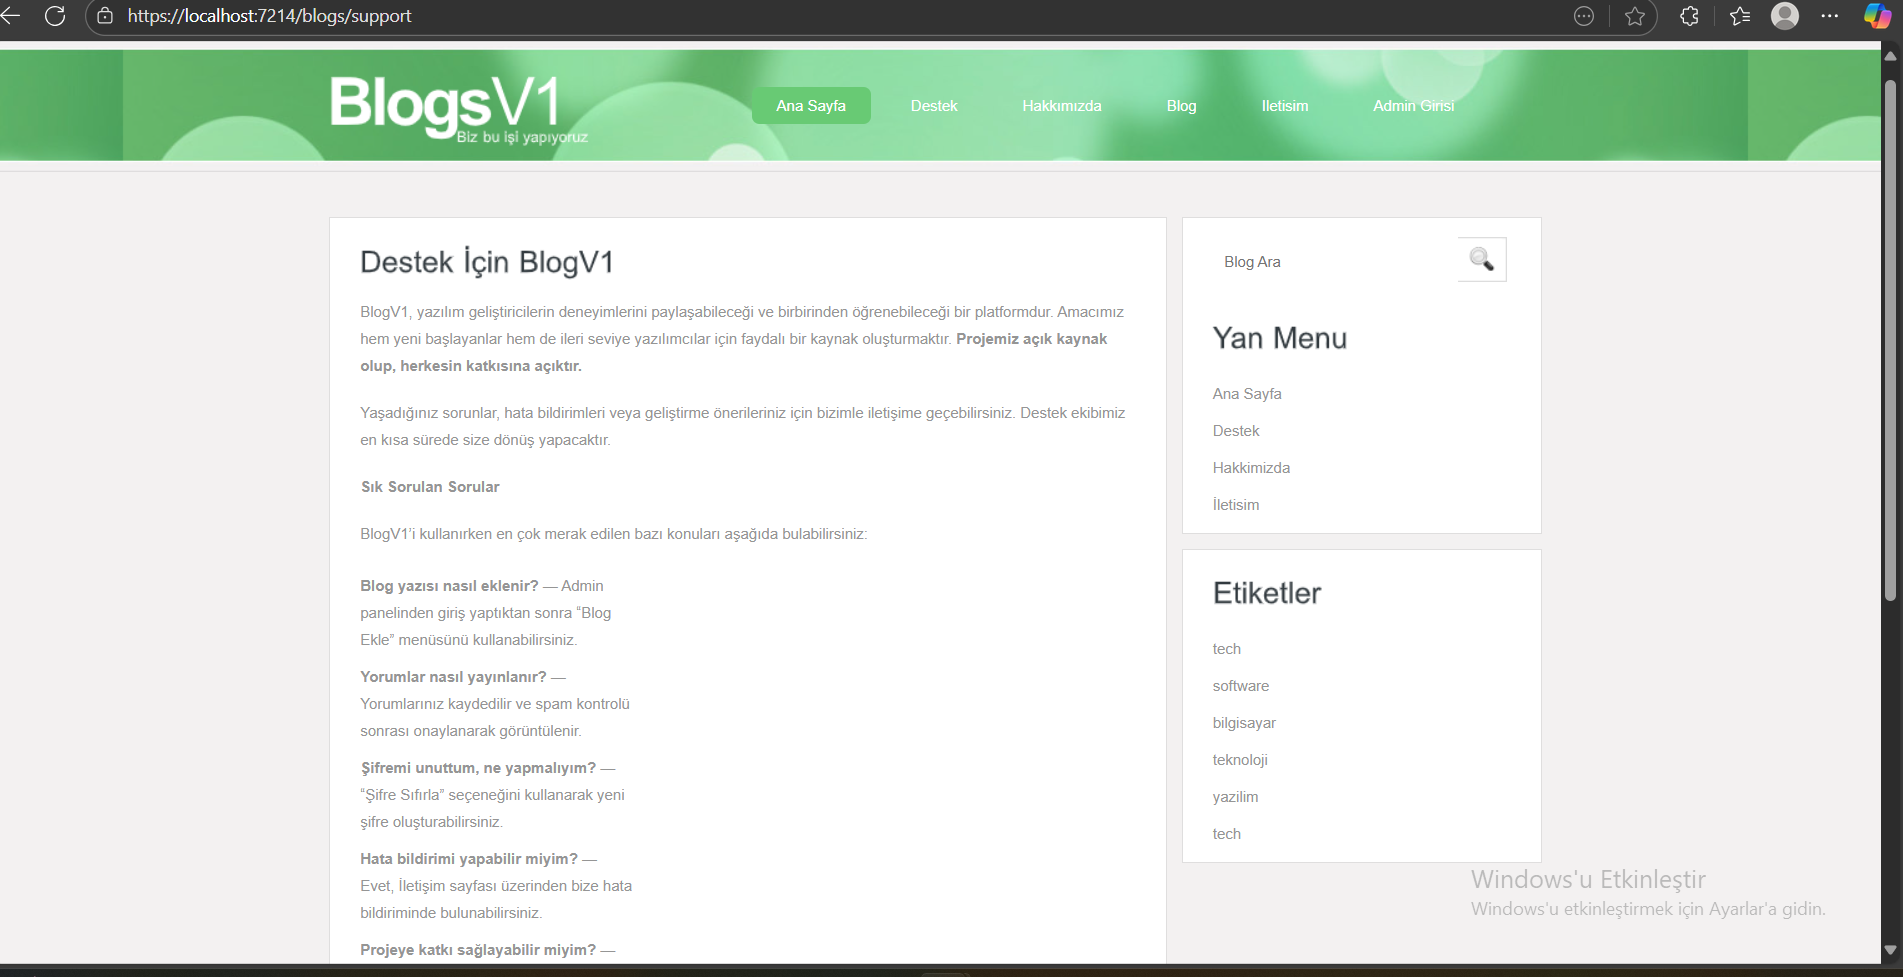 https://localhost:7214/blogs/support
BlogsV1
Biz bu işi yapıyoruz
Ana Sayfa
Destek
Hakkımızda
Blog
Iletisim
Admin Girisi
Destek İçin BlogV1
BlogV1, yazılım geliştiricilerin deneyimlerini paylaşabileceği ve birbirinden öğrenebileceği bir platformdur. Amacımız
hem yeni başlayanlar hem de ileri seviye yazılımcılar için faydalı bir kaynak oluşturmaktır. Projemiz açık kaynak
olup, herkesin katkısına açıktır.
Yaşadığınız sorunlar, hata bildirimleri veya geliştirme önerileriniz için bizimle iletişime geçebilirsiniz. Destek ekibimiz
en kısa sürede size dönüş yapacaktır.
Sık Sorulan Sorular
BlogV1’i kullanırken en çok merak edilen bazı konuları aşağıda bulabilirsiniz:
Blog yazısı nasıl eklenir? — Admin
panelinden giriş yaptıktan sonra “Blog
Ekle” menüsünü kullanabilirsiniz.
Yorumlar nasıl yayınlanır? —
Yorumlarınız kaydedilir ve spam kontrolü
sonrası onaylanarak görüntülenir.
Şifremi unuttum, ne yapmalıyım? —
“Şifre Sıfırla” seçeneğini kullanarak yeni
şifre oluşturabilirsiniz.
Hata bildirimi yapabilir miyim? —
Evet, İletişim sayfası üzerinden bize hata
bildiriminde bulunabilirsiniz.
Projeye katkı sağlayabilir miyim? —
Blog Ara
Yan Menu
Ana Sayfa
Destek
Hakkimizda
İletisim
Etiketler
tech
software
bilgisayar
teknoloji
yazilim
tech
Windows'u Etkinleştir
Windows'u etkinleştirmek için Ayarlar'a gidin.